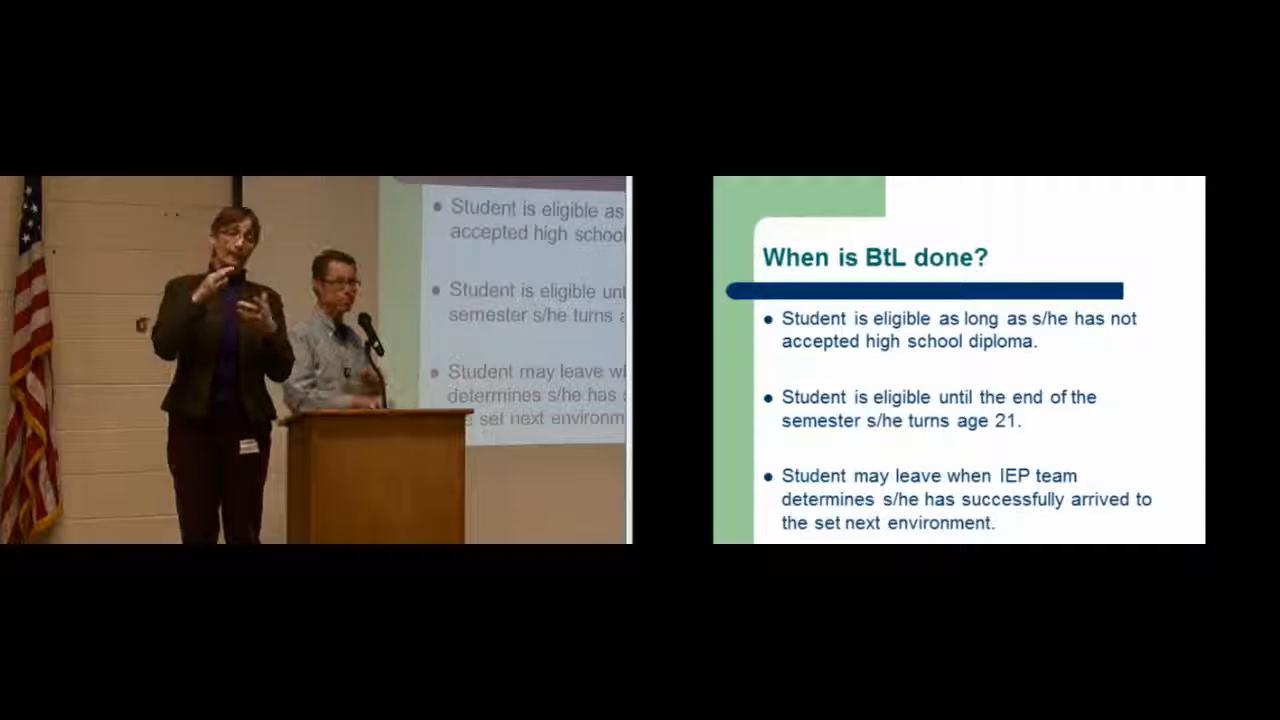 Student is eligible as
accepted high school
Student is eligible
semester s/he turns
Student may leave
determines s/he has
set next environm
When is BtL done?
Student is eligible as long as s/he has not
accepted high school diploma.
Student is eligible until the end of the
semester s/he turns age 21.
Student may leave when IEP team
determines s/he has successfully arrived to
the set next environment.